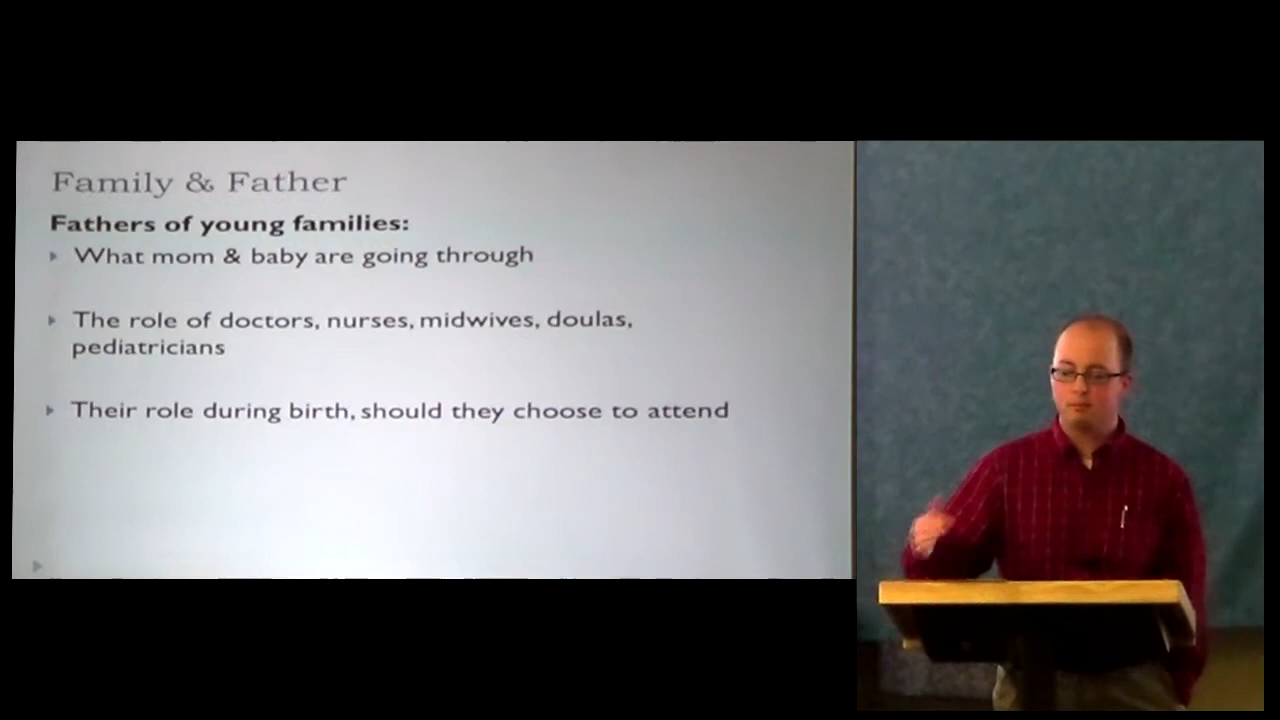 Family & Father
Fathers of young families:
What mom & baby are going through
The role of doctors, nurses, midwives, doulas,
pediatricians
Their role during birth, should they choose to attend